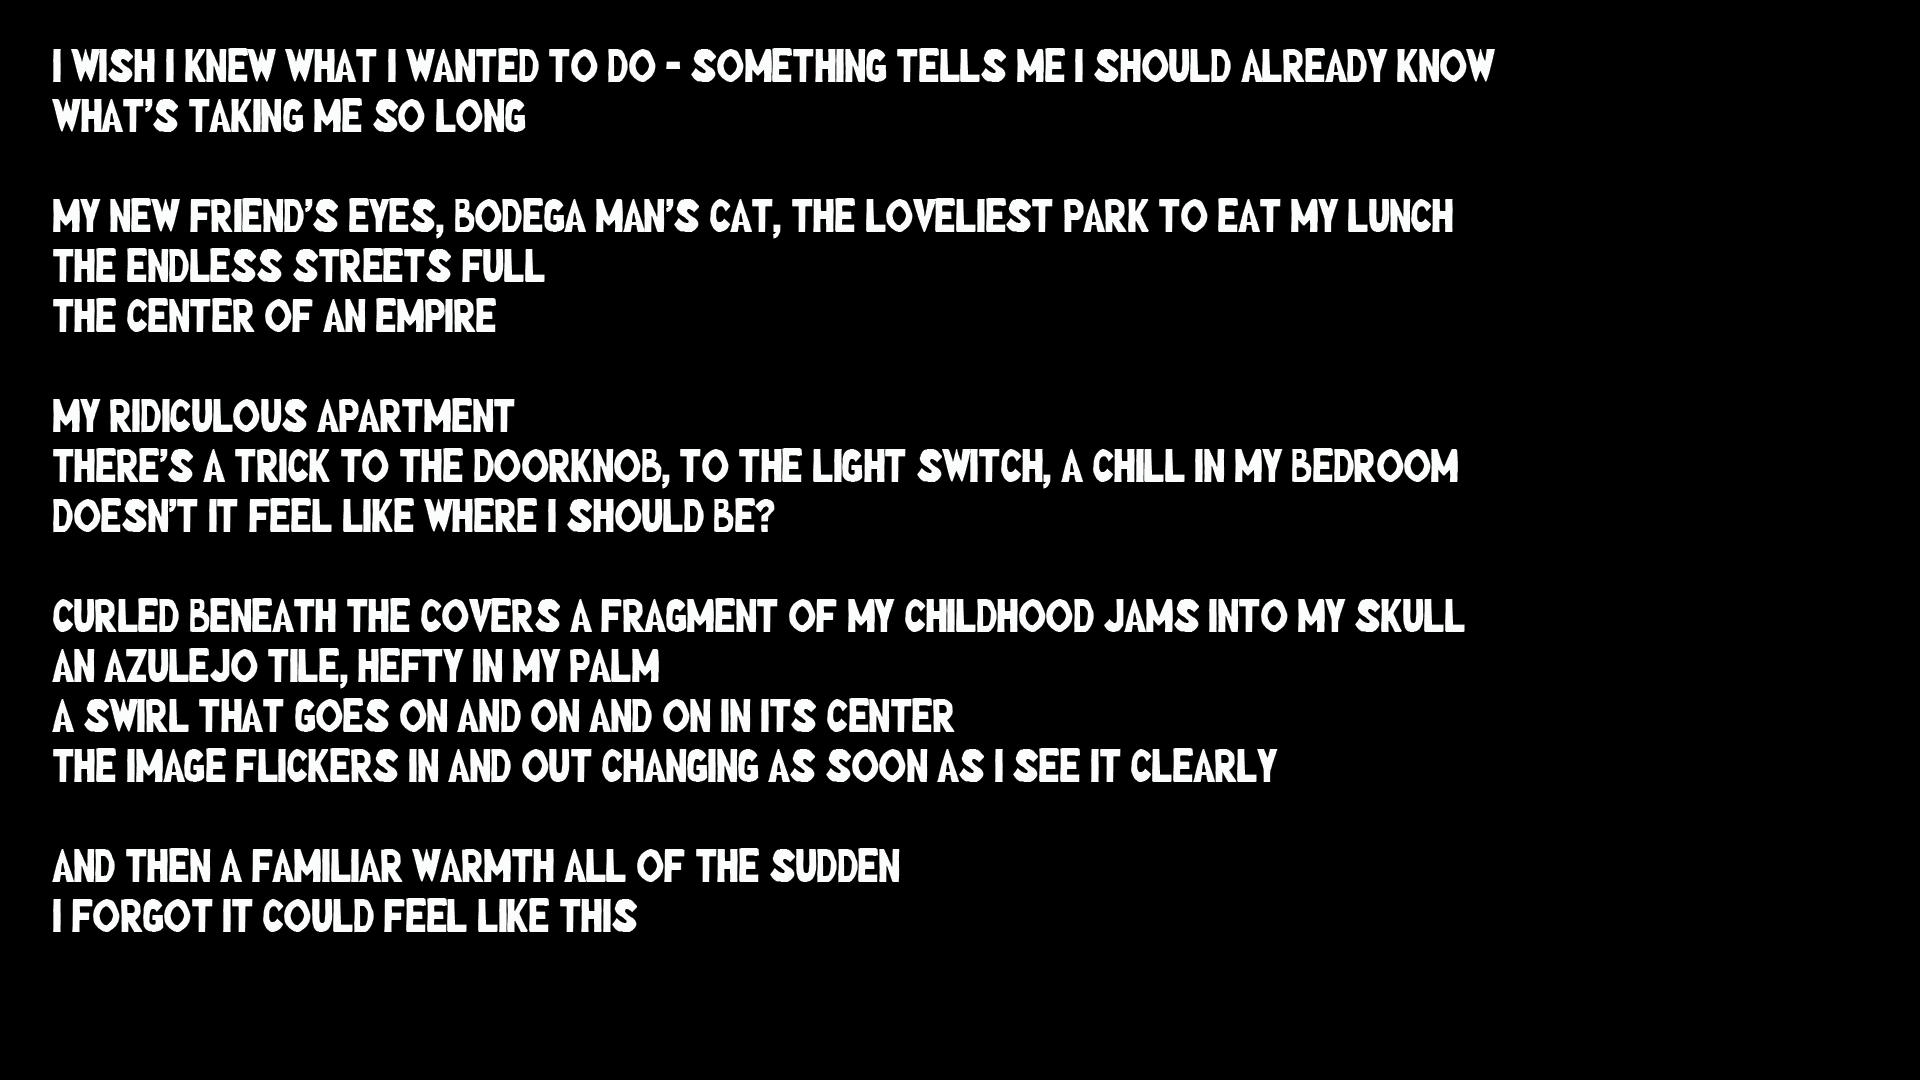 I WISH I KNEW WHAT I WANTED TO DO - SOMETHING TELLS ME I SHOULD ALREADY KNOW
WHAT'S TAKING ME SO LONG

MY NEW FRIEND'S EYES, BODEGA MAN'S CAT, THE LOVELIEST PARK TO EAT MY LUNCH
THE ENDLESS STREETS FULL
THE CENTER OF AN EMPIRE

MY RIDICULOUS APARTMENT
THERE'S A TRICK TO THE DOORKNOB, TO THE LIGHT SWITCH, A CHILL IN MY BEDROOM
DOESN'T IT FEEL LIKE WHERE I SHOULD BE?

CURLED BENEATH THE COVERS A FRAGMENT OF MY CHILDHOOD JAMS INTO MY SKULL
AN AZULEJO TILE, HEFTY IN MY PALM
A SWIRL THAT GOES ON AND ON AND ON IN ITS CENTER
THE IMAGE FLICKERS IN AND OUT CHANGING AS SOON AS I SEE IT CLEARLY

AND THEN A FAMILIAR WARMTH ALL OF THE SUDDEN
I FORGOT IT COULD FEEL LIKE THIS